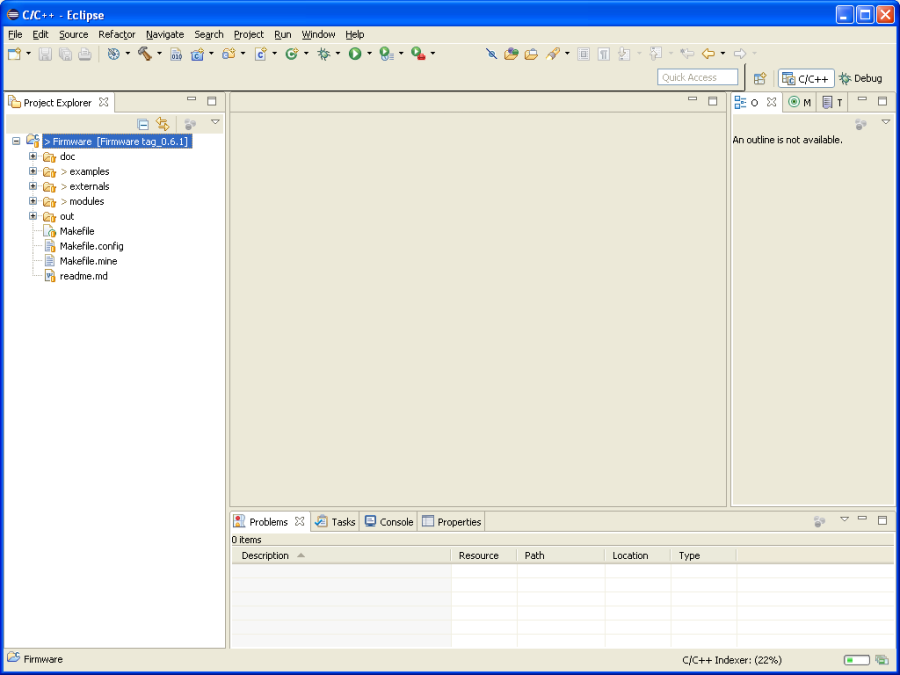 C/C++ - Eclipse
File Edit Source Refactor Navigate Search Project Run Window Help
Quick Access
C/C++
Debug
Project Explorer
O
M
T
> Firmware [Firmware tag_0.6.1]
doc
> examples
> externals
> modules
out
Makefile
Makefile.config
Makefile.mine
readme.md
An outline is not available.
Problems
Tasks
Console
Properties
0 items
Description Resource Path Location Type
Firmware
C/C++ Indexer: (22%)